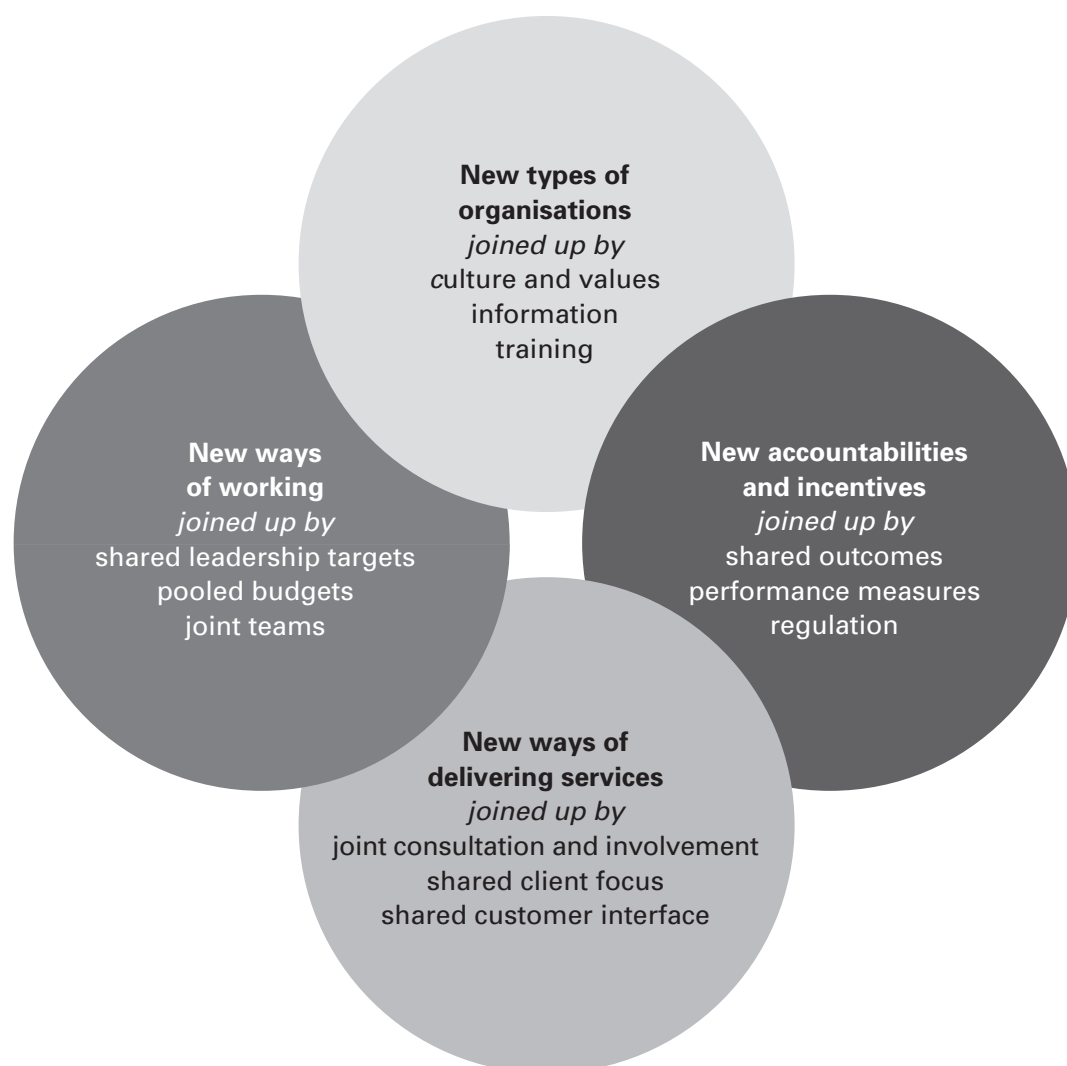 New types of
organisations
joined up by
culture and values
information
training
New ways
of working
joined up by
shared leadership targets
pooled budgets
joint teams
New accountabilities
and incentives
joined up by
shared outcomes
performance measures
regulation
New ways of
delivering services
joined up by
joint consultation and involvement
shared client focus
shared customer interface